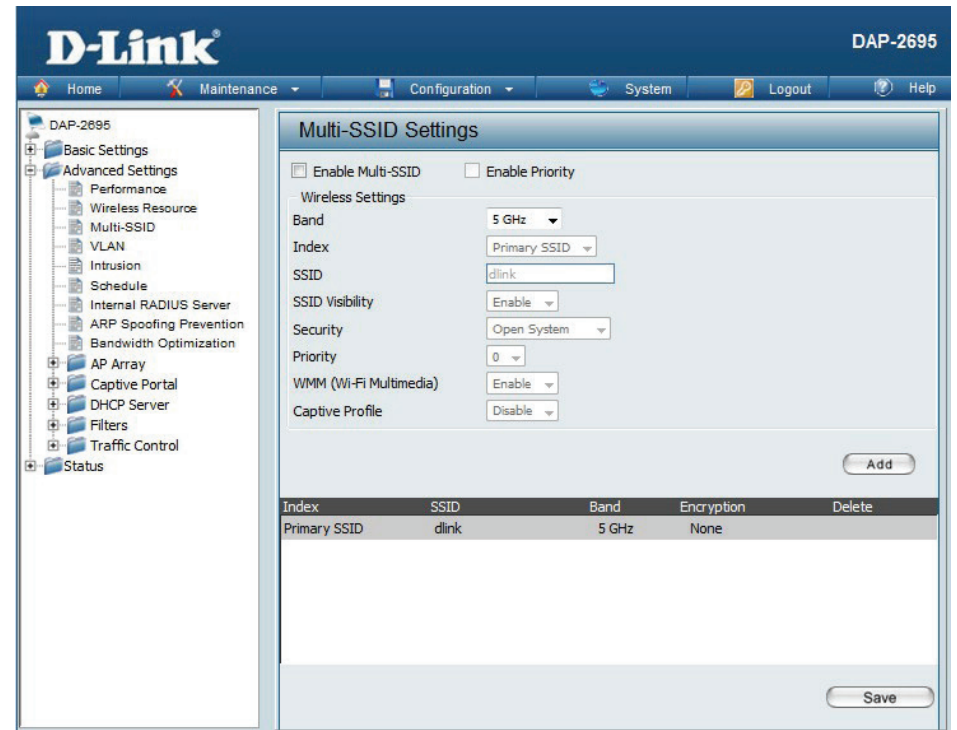 D-Link
DAP-2695
Home Maintenance Configuration System Logout Help
DAP-2695
Basic Settings
Advanced Settings
Performance
Wireless Resource
Multi-SSID
VLAN
Intrusion
Schedule
Internal RADIUS Server
ARP Spoofing Prevention
Bandwidth Optimization
AP Array
Captive Portal
DHCP Server
Filters
Traffic Control
Status
Multi-SSID Settings
Enable Multi-SSID Enable Priority
Wireless Settings
Band 5 GHz
Index Primary SSID
SSID dlink
SSID Visibility Enable
Security Open System
Priority 0
WMM (Wi-Fi Multimedia) Enable
Captive Profile Disable
Add
Index SSID Band Encryption Delete
Primary SSID dlink 5 GHz None
Save